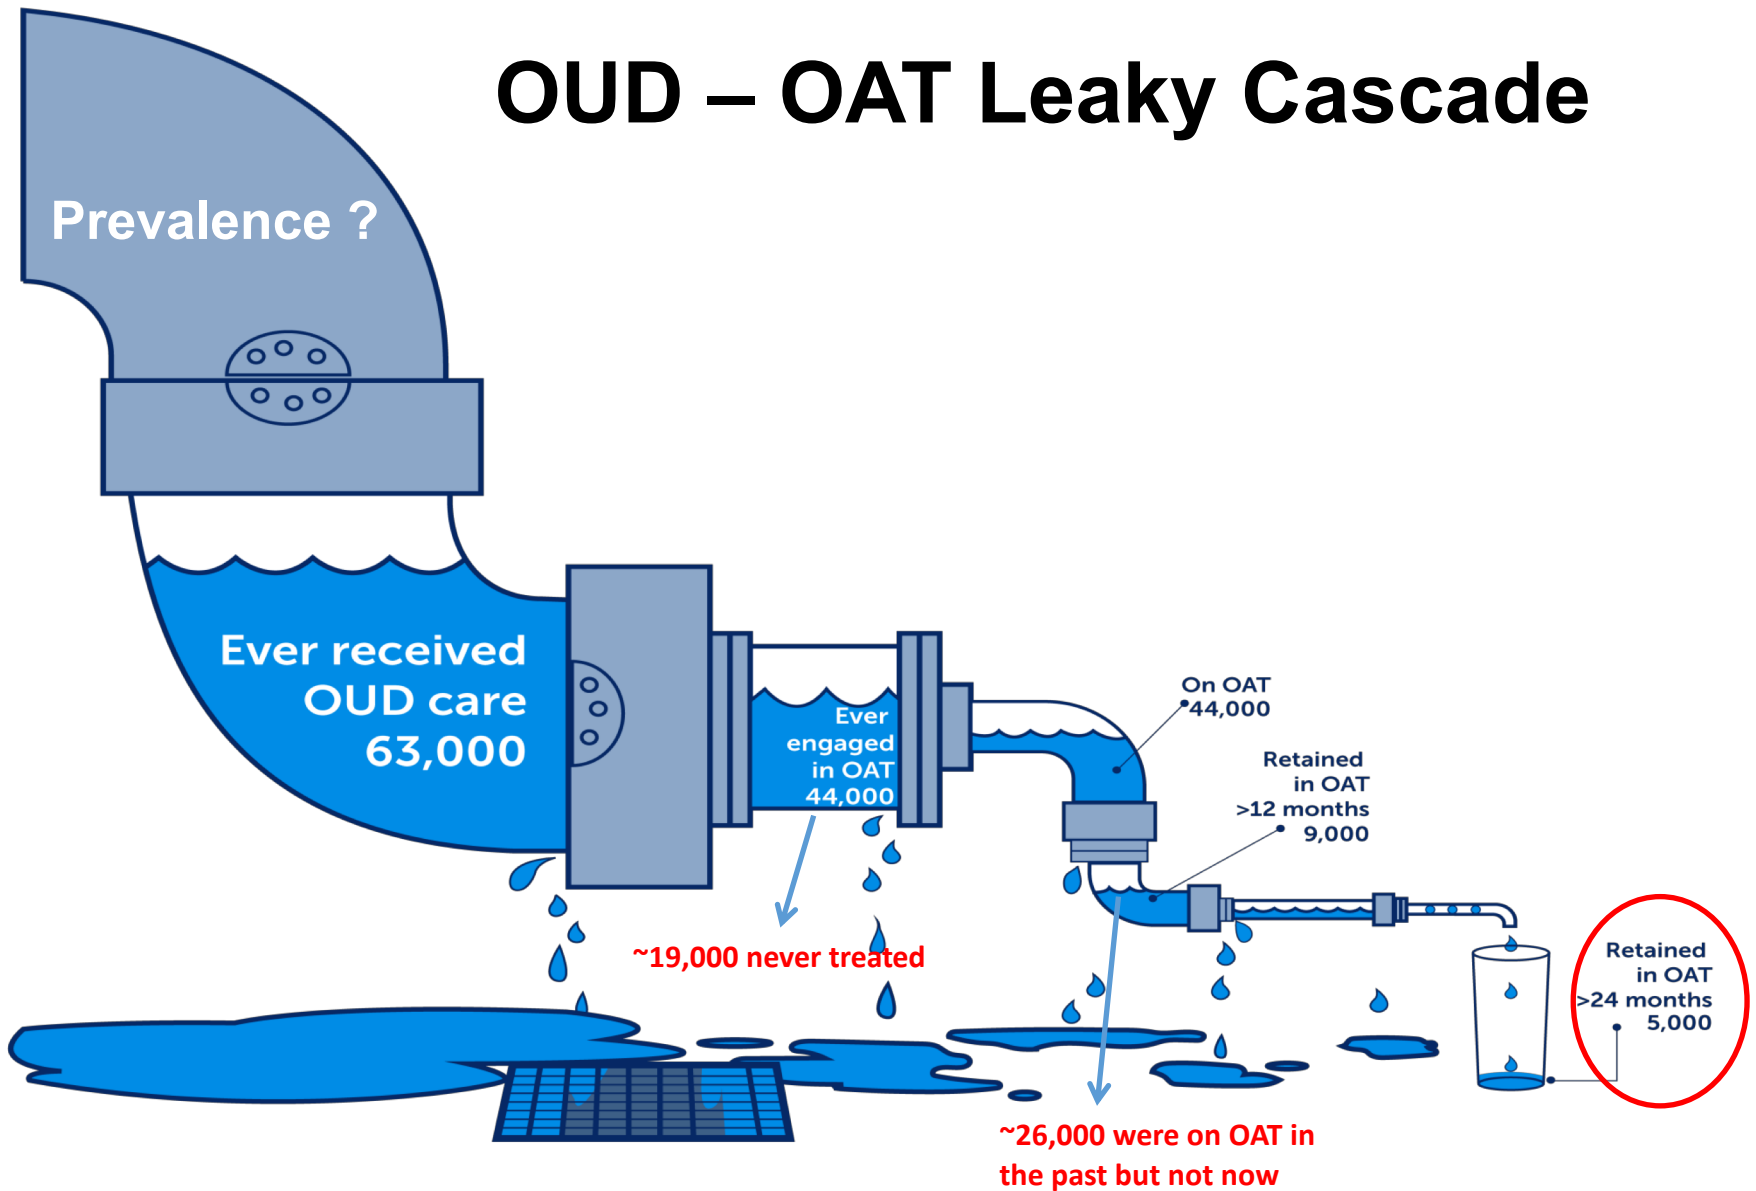 OUD – OAT Leaky Cascade
Prevalence ?
Ever received
OUD care
63,000
Ever
engaged
in OAT
44,000
On OAT
44,000
Retained
in OAT
>12 months
9,000
~19,000 never treated
Retained
in OAT
>24 months
5,000
~26,000 were on OAT in
the past but not now